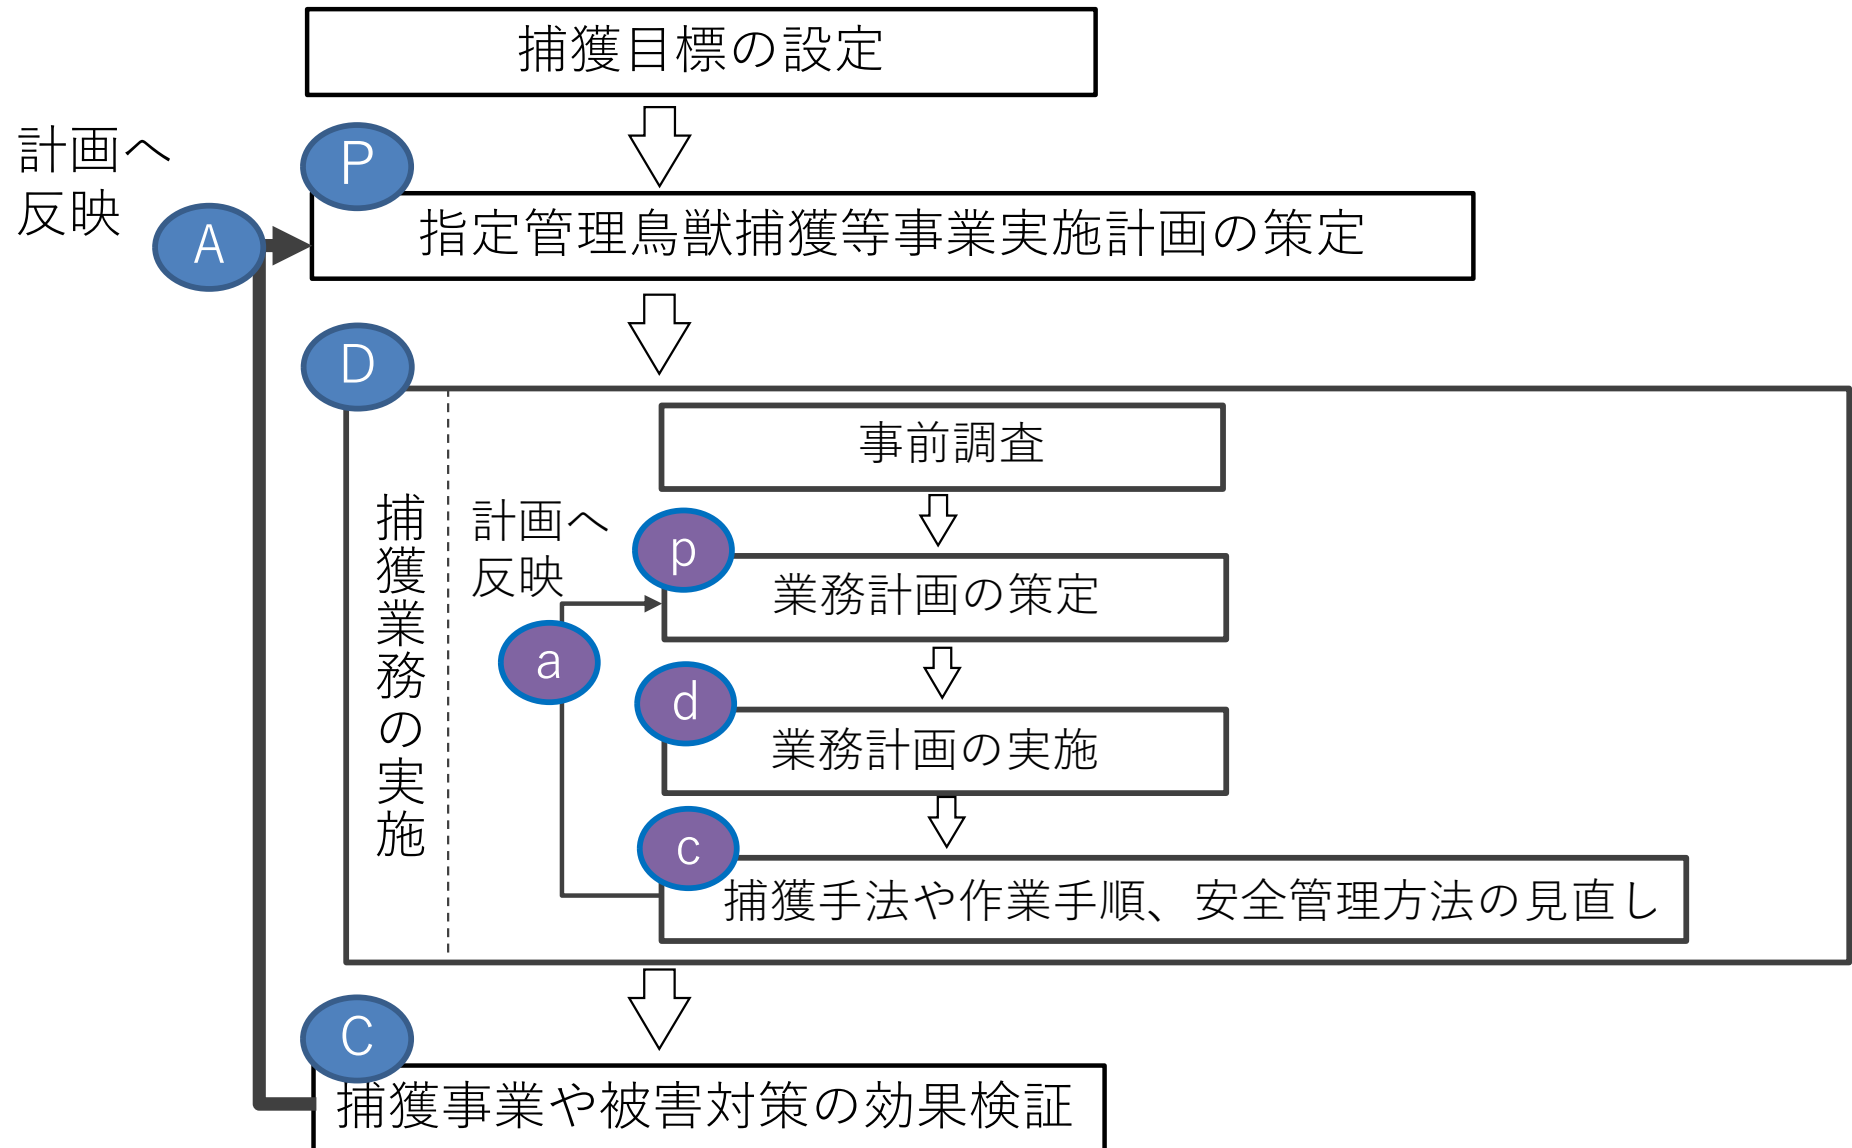 捕獲目標の設定
計画へ
反映
P
A
指定管理鳥獣捕獲等事業実施計画の策定
D
捕獲業務の実施
事前調査
計画へ
反映
p
業務計画の策定
a
d
業務計画の実施
c
捕獲手法や作業手順、安全管理方法の見直し
C
捕獲事業や被害対策の効果検証